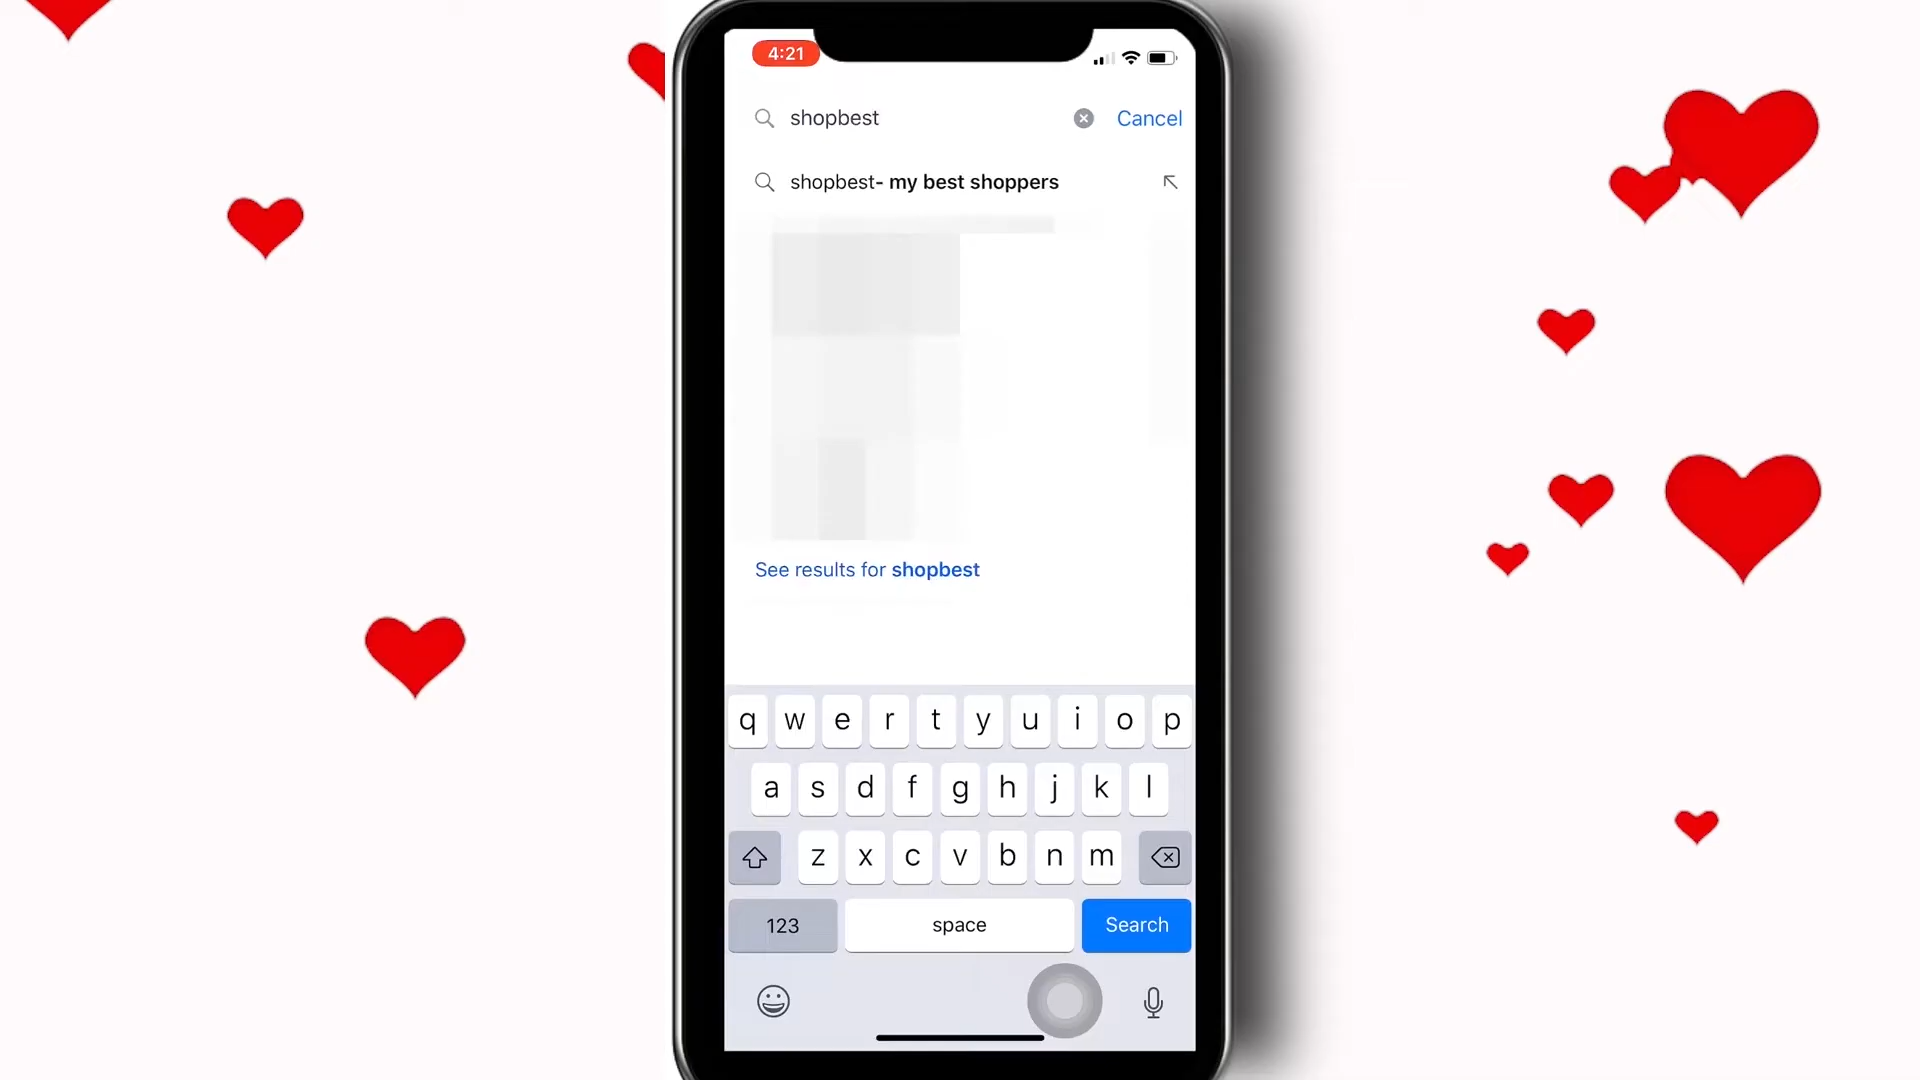 4:21
shopbest
Cancel
shopbest- my best shoppers
See results for shopbest
q w e r t y u i o p
a s d f g h j k l
z x c v b n m
123 space Search